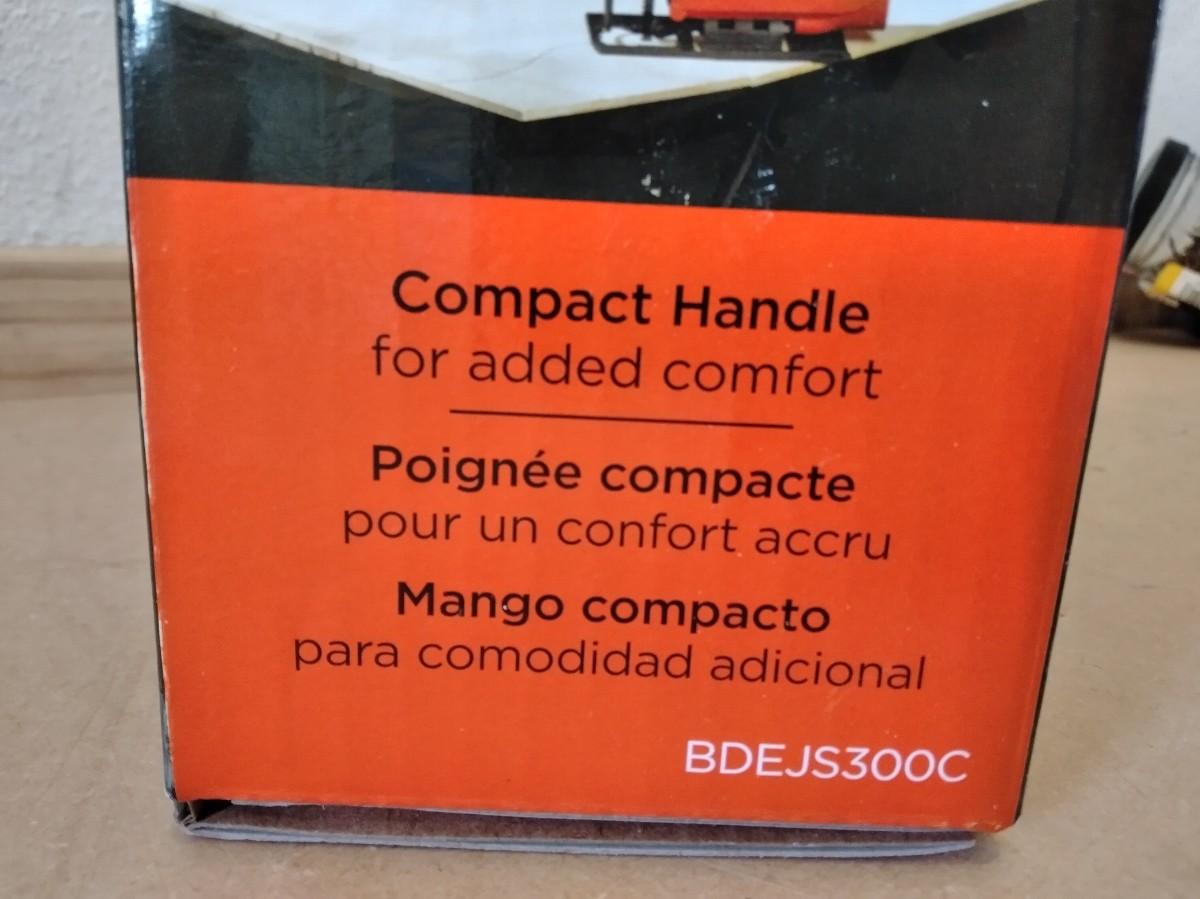 Compact Handle
for added comfort
Poignée compacte
pour un confort accru
Mango compacto
para comodidad adicional
BDEJS300C